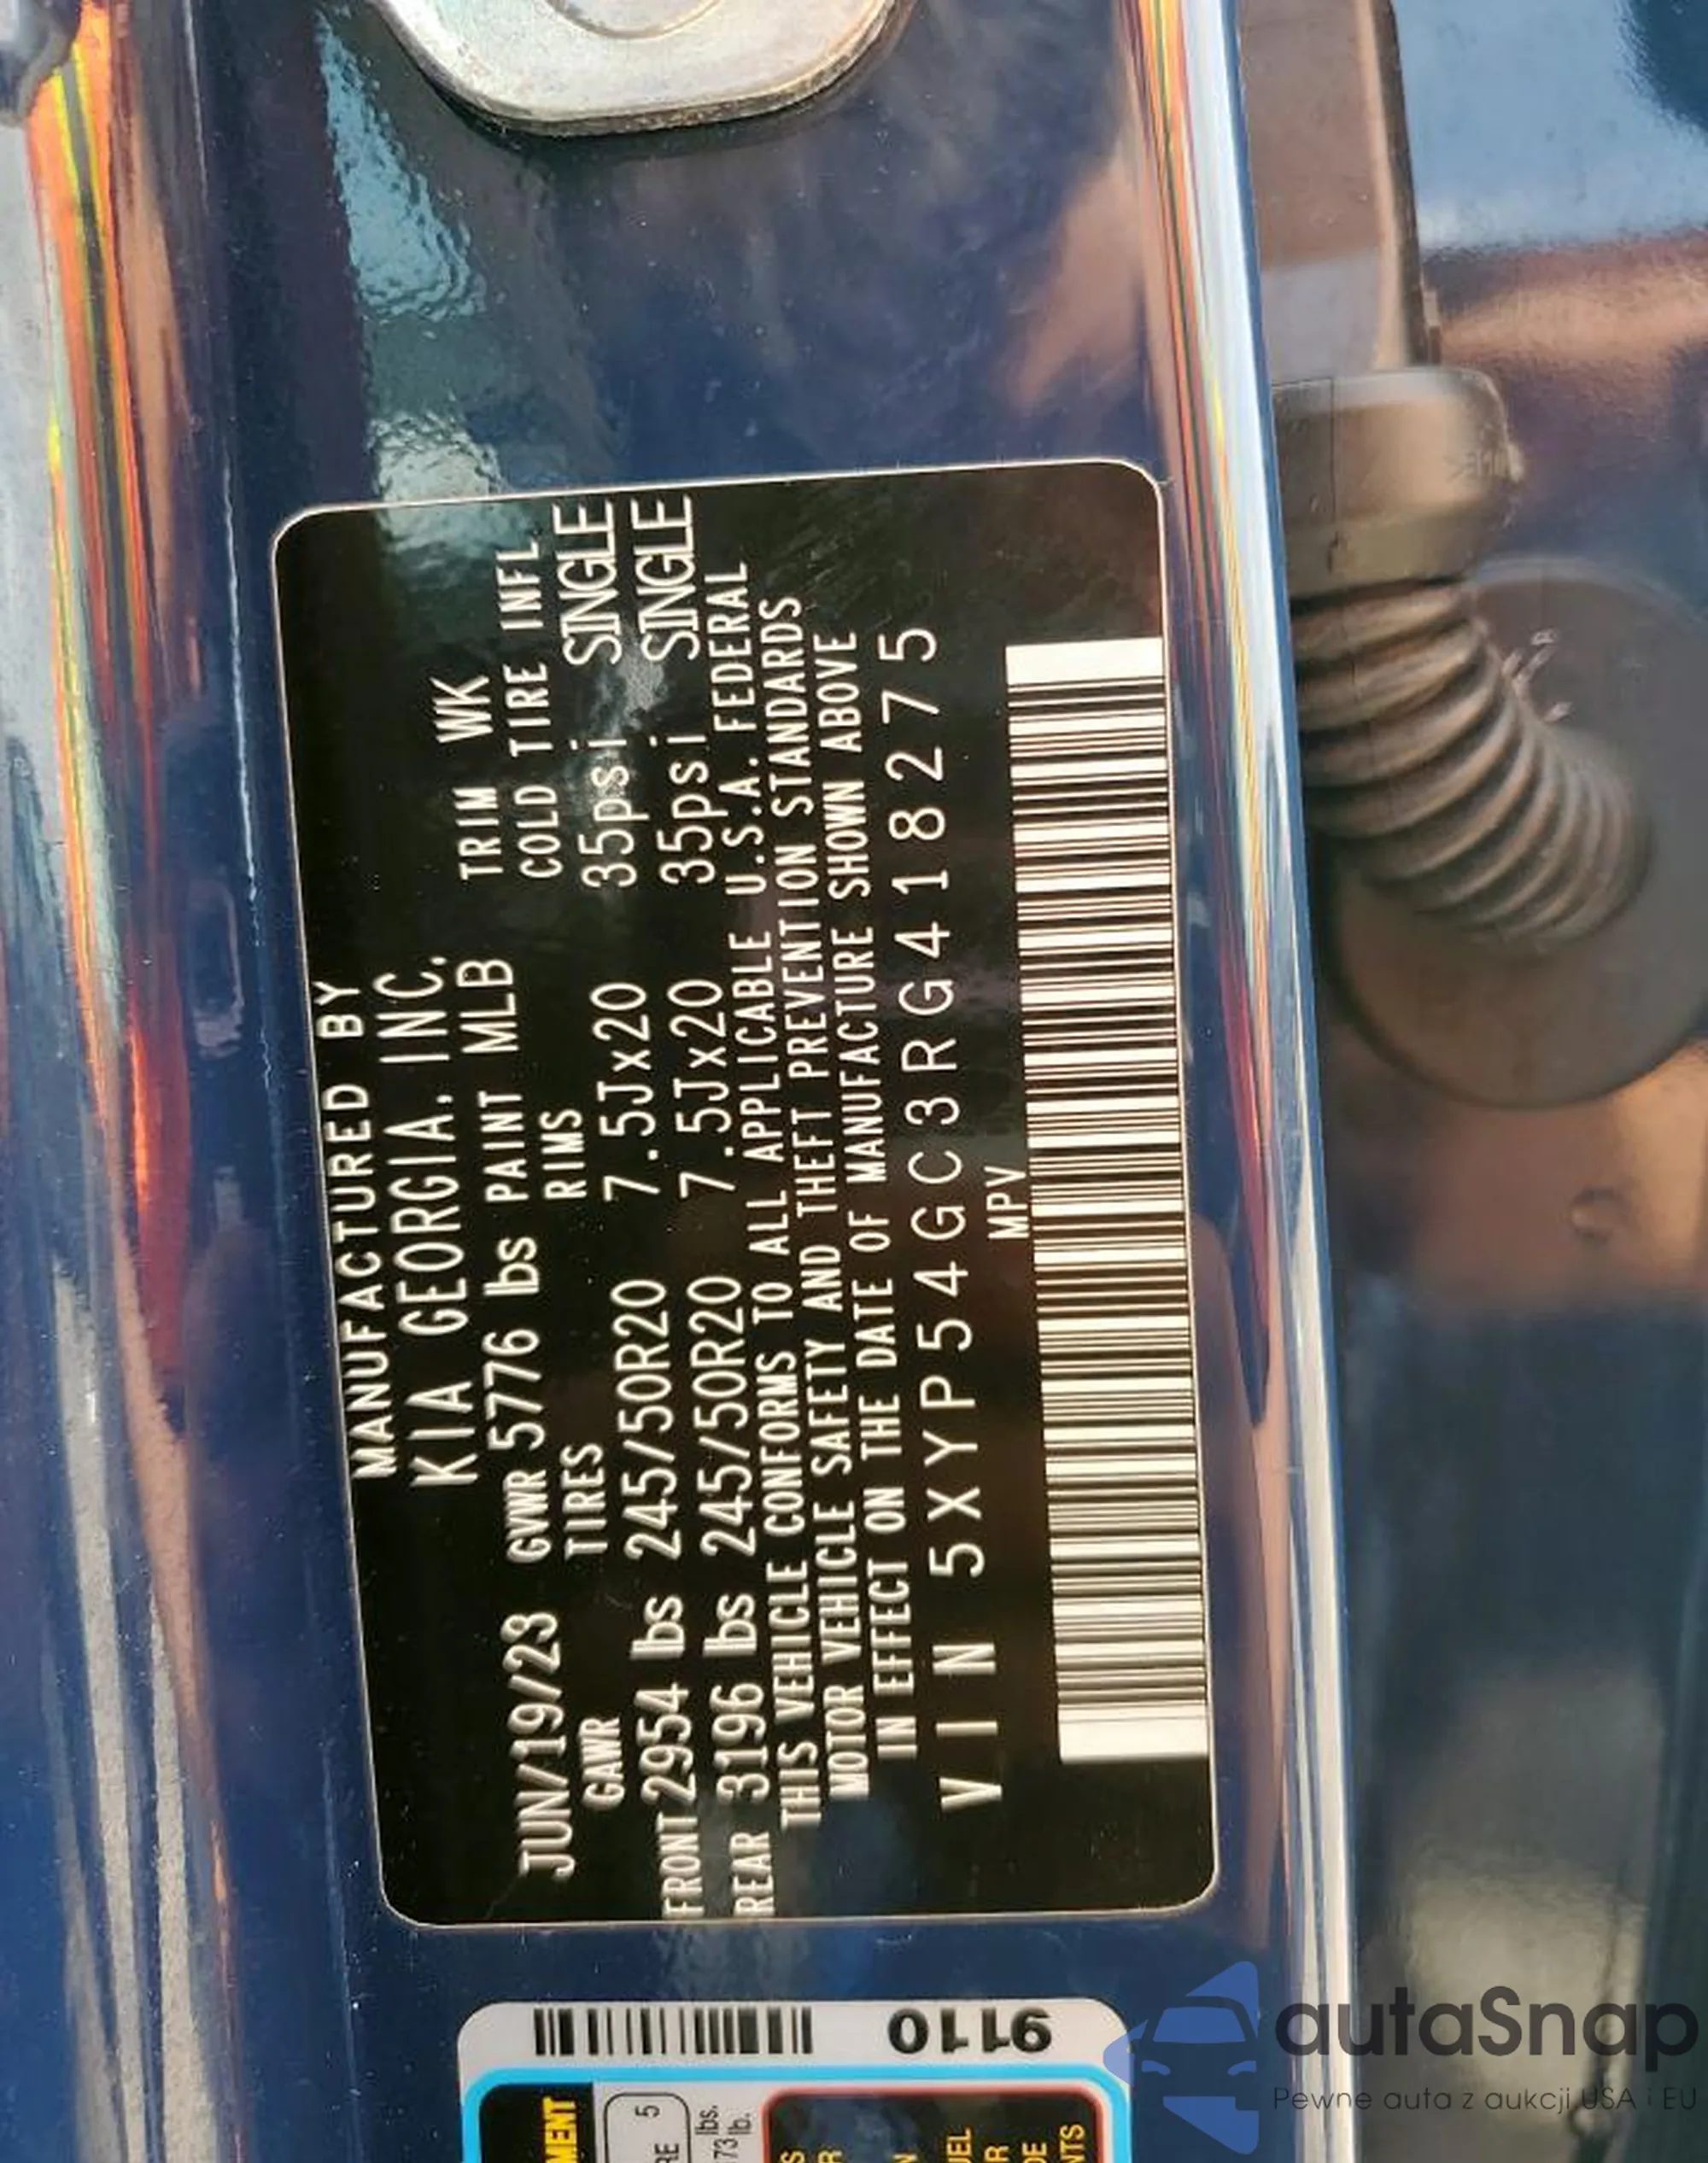 MANUFACTURED BY
KIA GEORGIA, INC.
JUN/19/23 GVWR 5776 lbs PAINT MLB TRIM WK
GAWR TIRES RIMS COLD TIRE INFL
FRONT 2954 lbs 245/50R20 7.5Jx20 35psi SINGLE
REAR 3196 lbs 245/50R20 7.5Jx20 35psi SINGLE
THIS VEHICLE CONFORMS TO ALL APPLICABLE U.S.A. FEDERAL
MOTOR VEHICLE SAFETY AND THEFT PREVENTION STANDARDS
IN EFFECT ON THE DATE OF MANUFACTURE SHOWN ABOVE
VIN 5XYP54GC3RG418275
MPV
9110
5
lbs.
lb.
autaSnap
Pewne auta z aukcji USA i EU